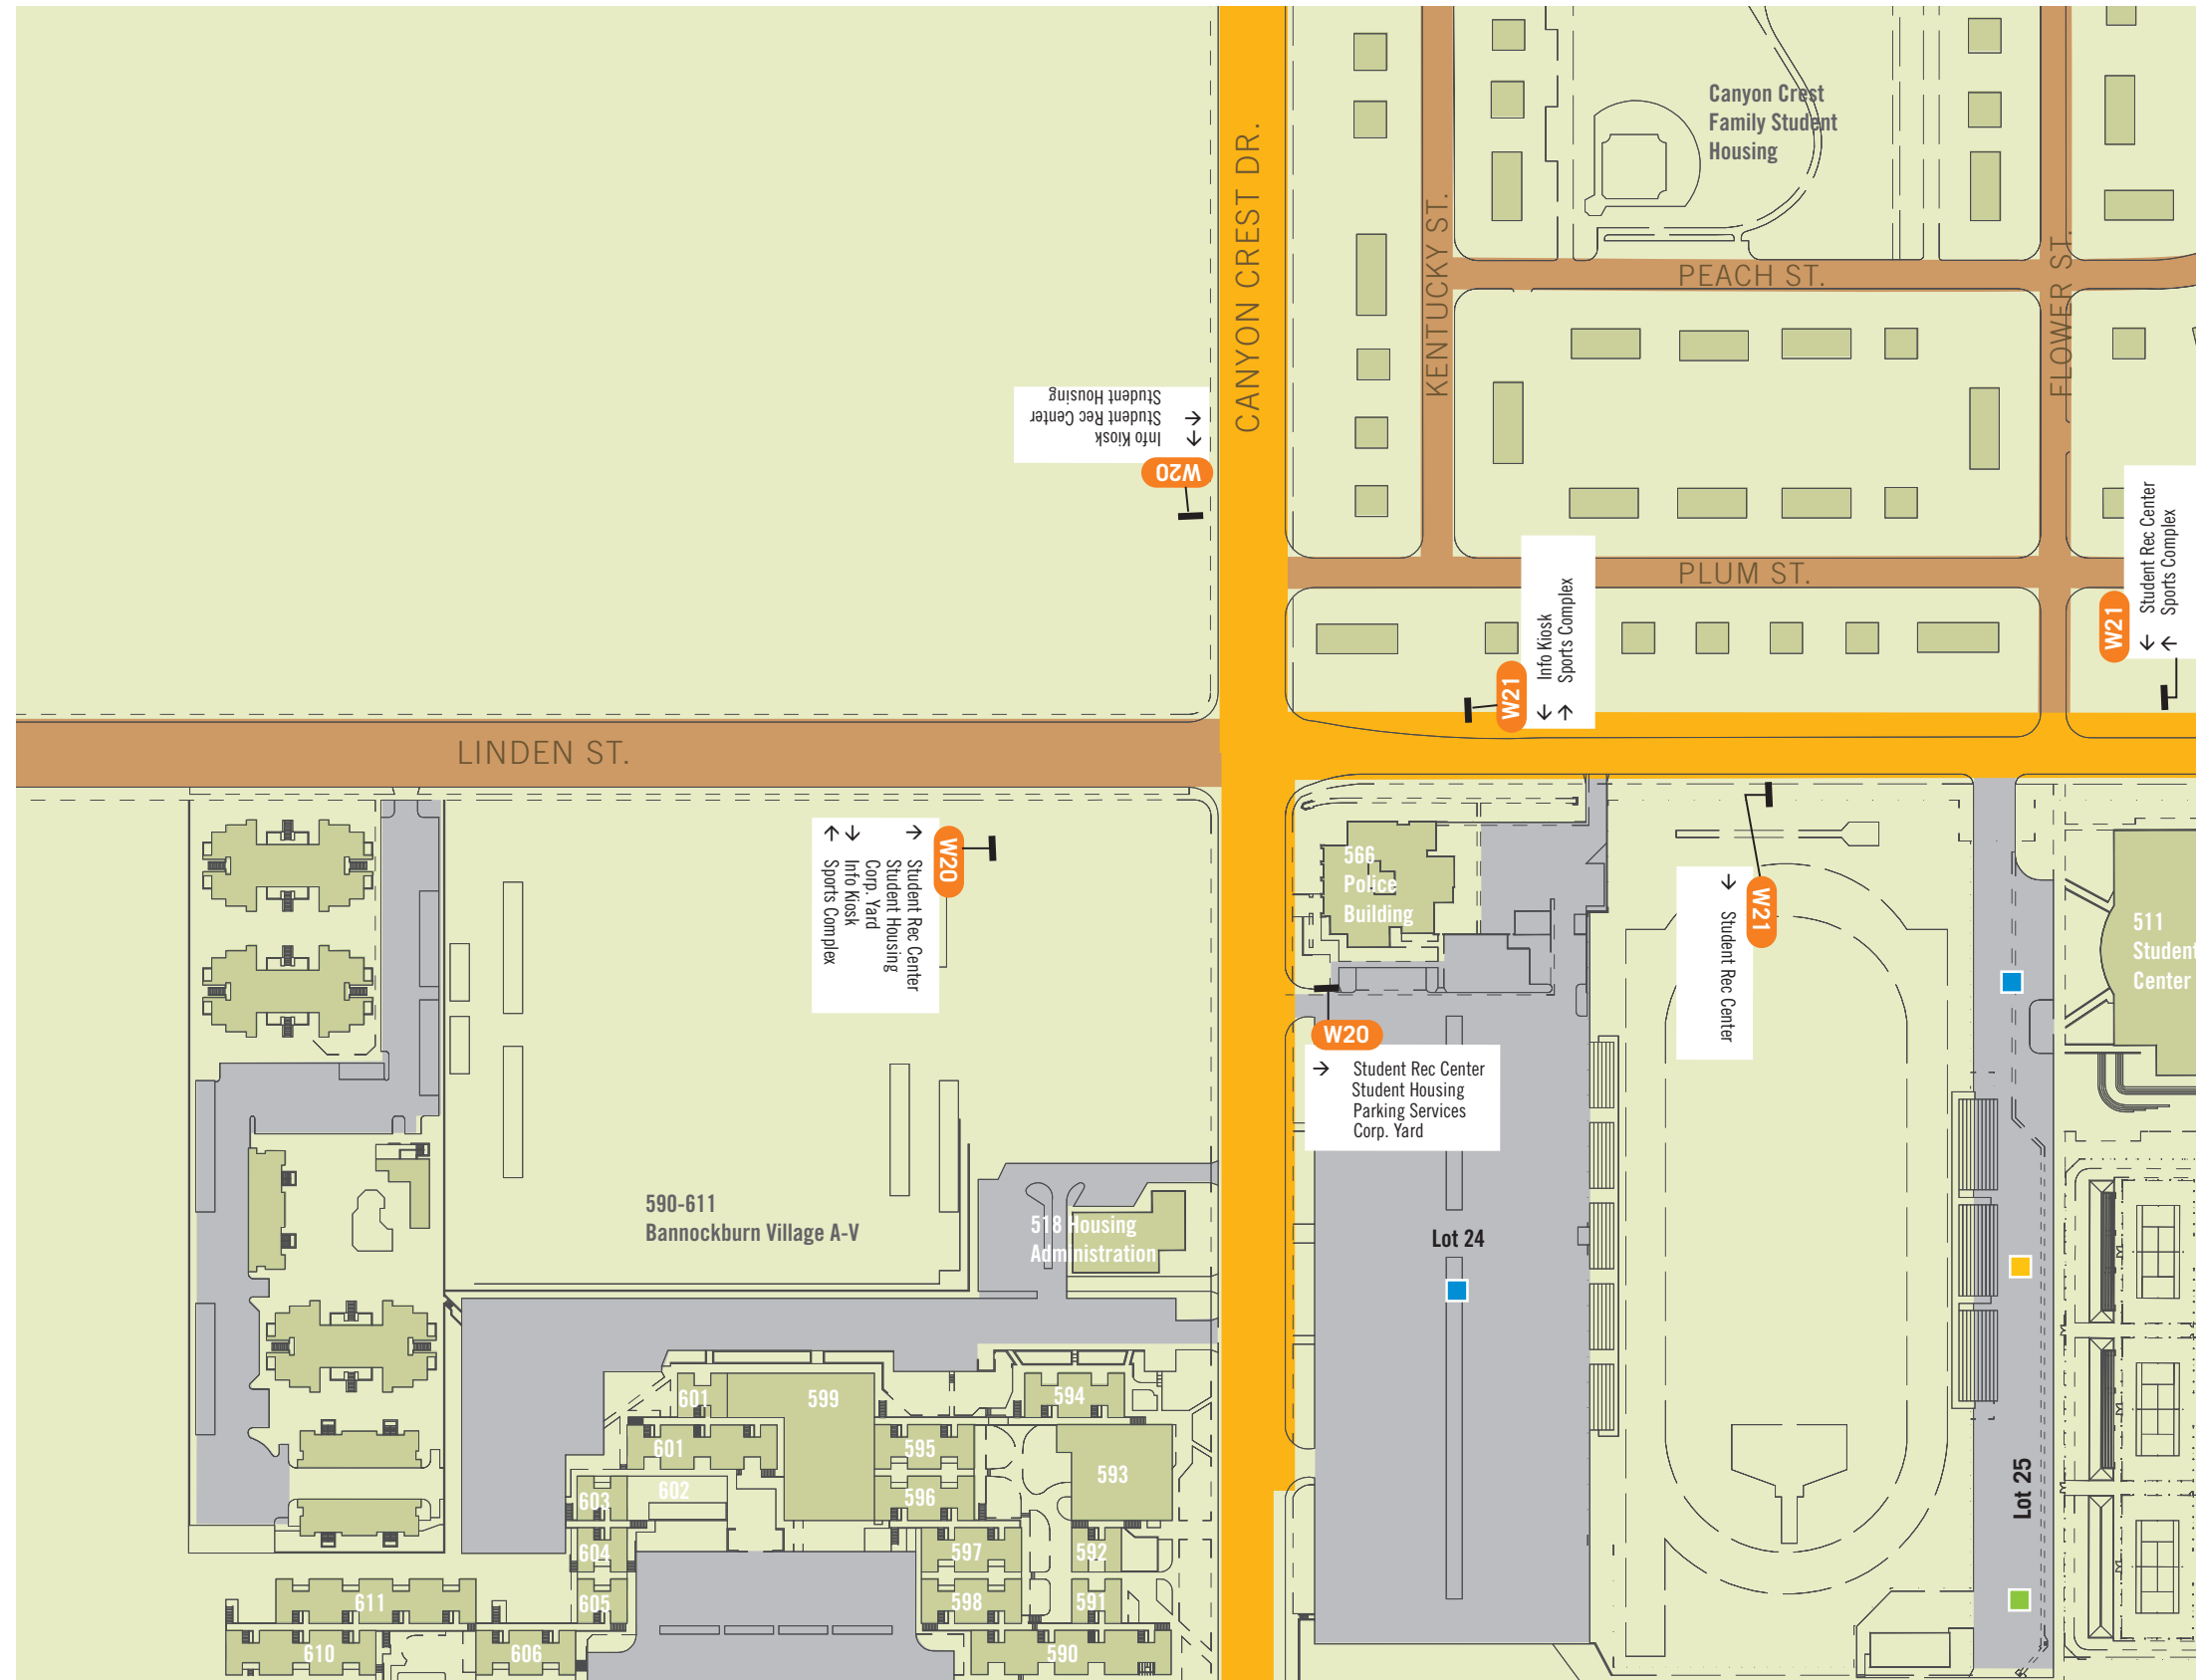 Canyon Crest
Family Student
Housing
CANYON CREST DR.
KENTUCKY ST.
PEACH ST.
FLOWER ST.
Info Kiosk
Student Rec Center
Student Housing
W20
PLUM ST.
W21
Info Kiosk
Sports Complex
W21
Student Rec Center
Sports Complex
LINDEN ST.
W20
Student Rec Center
Student Housing
Corp. Yard
Info Kiosk
Sports Complex
566
Police
Building
W21
Student Rec Center
511
Student
Center
W20
Student Rec Center
Student Housing
Parking Services
Corp. Yard
590-611
Bannockburn Village A-V
518 Housing
Administration
Lot 24
Lot 25
601
599
594
601
595
593
603
602
596
604
597
592
611
605
598
591
610
606
590